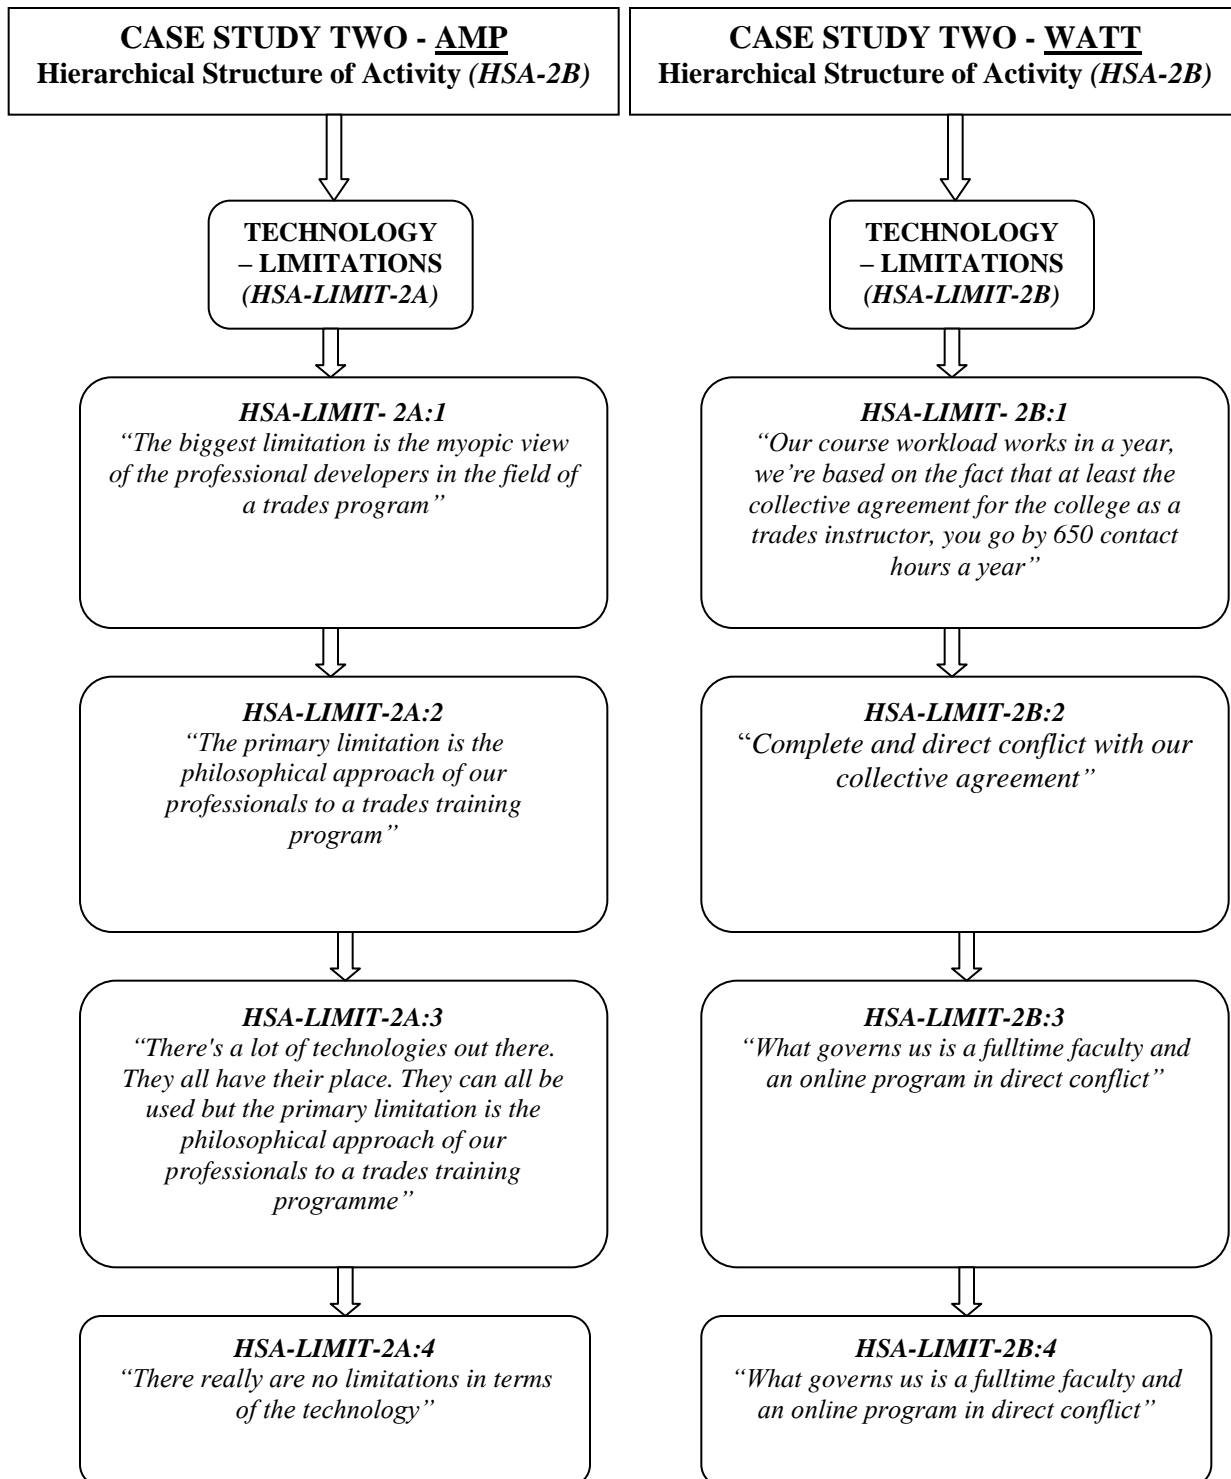 CASE STUDY TWO - AMP
Hierarchical Structure of Activity (HSA-2B)
TECHNOLOGY
– LIMITATIONS
(HSA-LIMIT-2A)
HSA-LIMIT- 2A:1
“The biggest limitation is the myopic view
of the professional developers in the field of
a trades program”
HSA-LIMIT-2A:2
“The primary limitation is the
philosophical approach of our
professionals to a trades training
program”
HSA-LIMIT-2A:3
“There's a lot of technologies out there.
They all have their place. They can all be
used but the primary limitation is the
philosophical approach of our
professionals to a trades training
programme”
HSA-LIMIT-2A:4
“There really are no limitations in terms
of the technology”
CASE STUDY TWO - WATT
Hierarchical Structure of Activity (HSA-2B)
TECHNOLOGY
– LIMITATIONS
(HSA-LIMIT-2B)
HSA-LIMIT- 2B:1
“Our course workload works in a year,
we’re based on the fact that at least the
collective agreement for the college as a
trades instructor, you go by 650 contact
hours a year”
HSA-LIMIT-2B:2
“Complete and direct conflict with our
collective agreement”
HSA-LIMIT-2B:3
“What governs us is a fulltime faculty and
an online program in direct conflict”
HSA-LIMIT-2B:4
“What governs us is a fulltime faculty and
an online program in direct conflict”